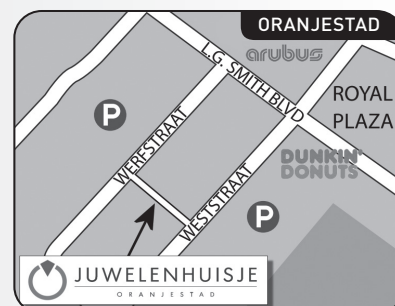 ORANJESTAD
arubus
L.G. SMITH BLVD
ROYAL
PLAZA
P
WERFSTRAAT
DUNKIN'
DONUTS
WESTSTRAAT
P
JUWELENHUISJE
ORANJESTAD